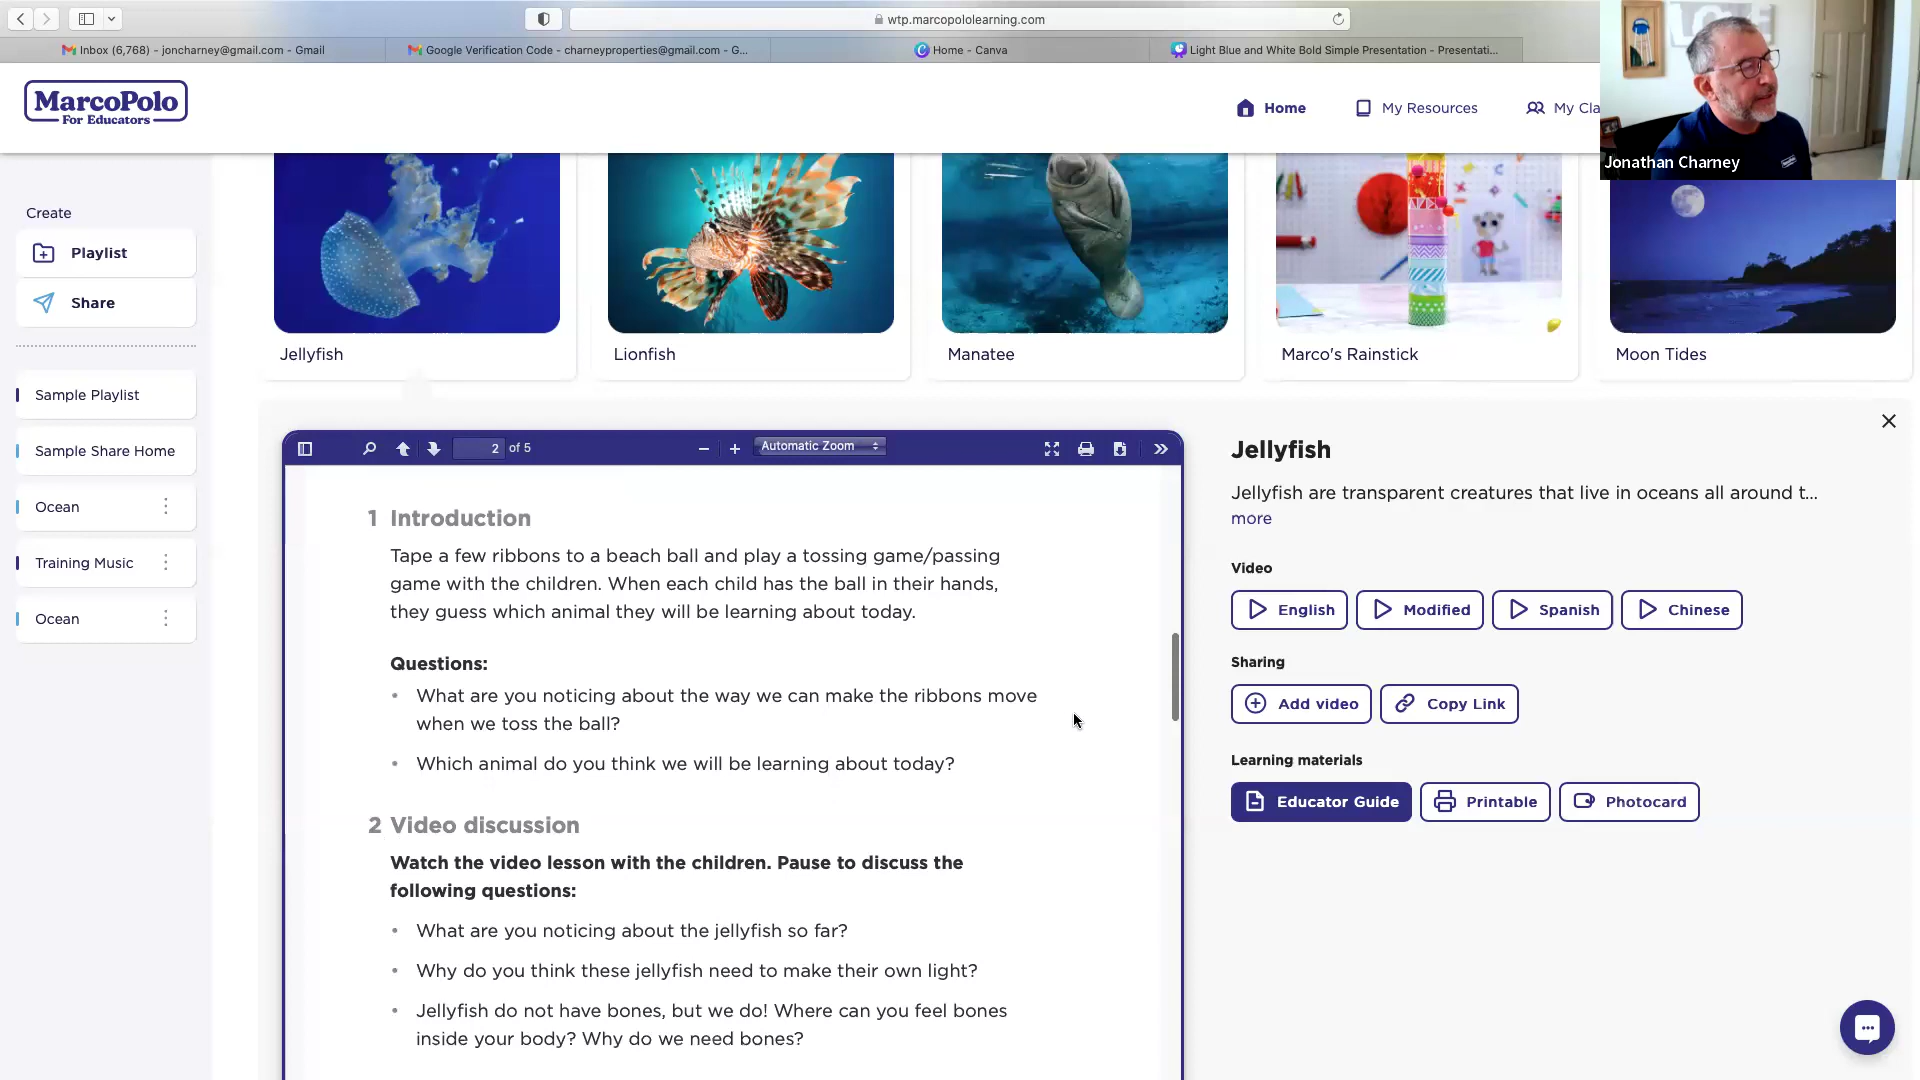 wtp.marcopololearning.com
Inbox (6,768) - joncharney@gmail.com - Gmail
Google Verification Code - charneyproperties@gmail.com - G...
Home - Canva
Light Blue and White Bold Simple Presentation - Presentati...
MarcoPolo
For Educators
Home
My Resources
My Cla
Jonathan Charney
Create
Playlist
Share
Sample Playlist
Sample Share Home
Ocean
Training Music
Ocean
Jellyfish
Lionfish
Manatee
Marco's Rainstick
Moon Tides
2 of 5
Automatic Zoom
1 Introduction
Tape a few ribbons to a beach ball and play a tossing game/passing
game with the children. When each child has the ball in their hands,
they guess which animal they will be learning about today.
Questions:
• What are you noticing about the way we can make the ribbons move
when we toss the ball?
• Which animal do you think we will be learning about today?
2 Video discussion
Watch the video lesson with the children. Pause to discuss the
following questions:
• What are you noticing about the jellyfish so far?
• Why do you think these jellyfish need to make their own light?
• Jellyfish do not have bones, but we do! Where can you feel bones
inside your body? Why do we need bones?
Jellyfish
Jellyfish are transparent creatures that live in oceans all around t...
more
Video
English
Modified
Spanish
Chinese
Sharing
Add video
Copy Link
Learning materials
Educator Guide
Printable
Photocard